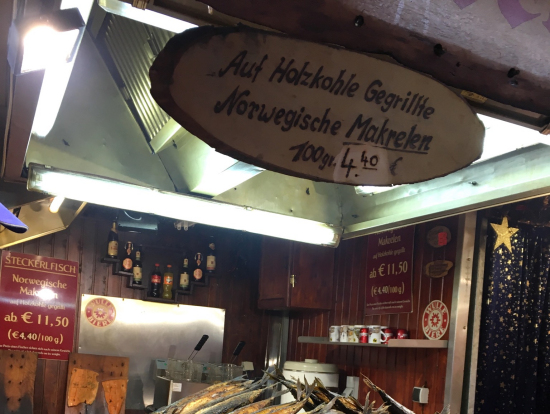 Auf Holzkohle Gegrillte
Norwegische Makrelen
100gr. 4.40 €
STECKERLFISCH
Norwegische
Makrelen
ab € 11,50
(€ 4,40/100 g)
Makrelen
ab € 11,50
(€ 4,40/100 g)